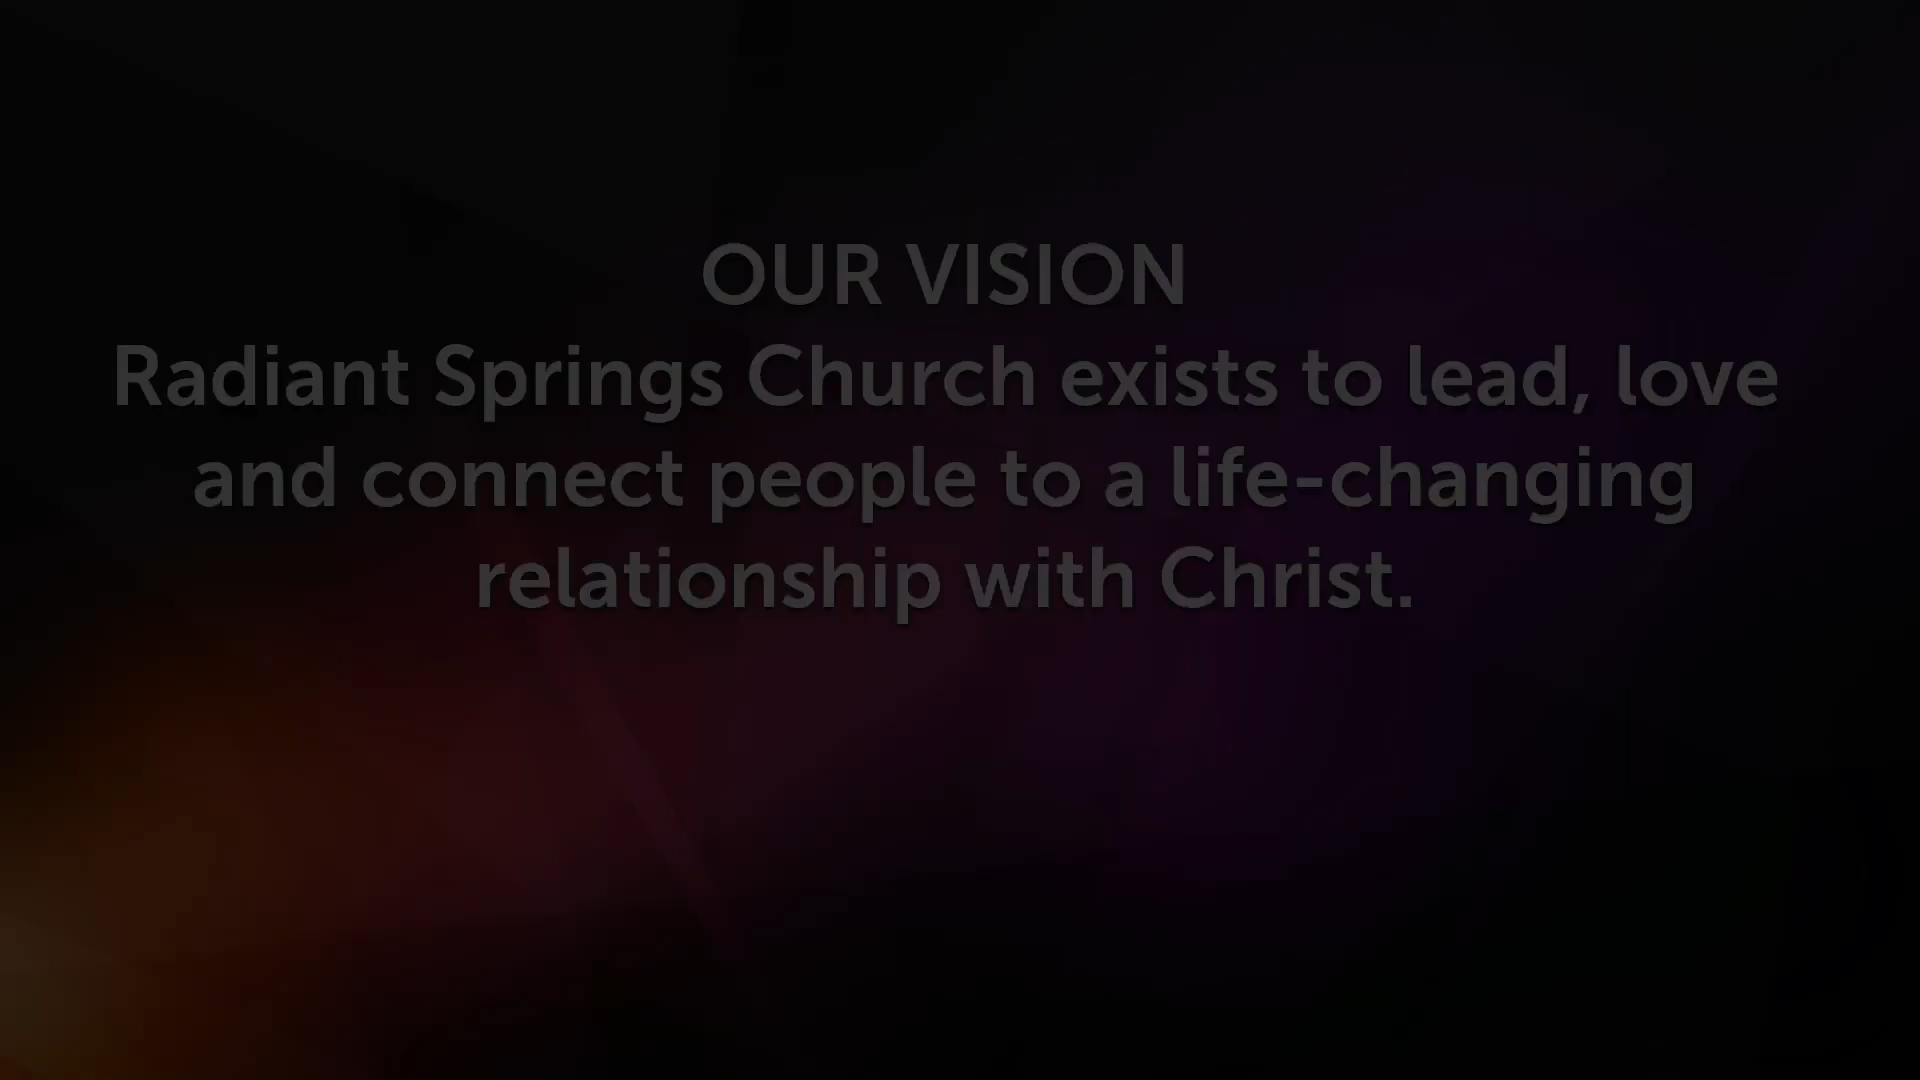 OUR VISION
Radiant Springs Church exists to lead, love
and connect people to a life-changing
relationship with Christ.